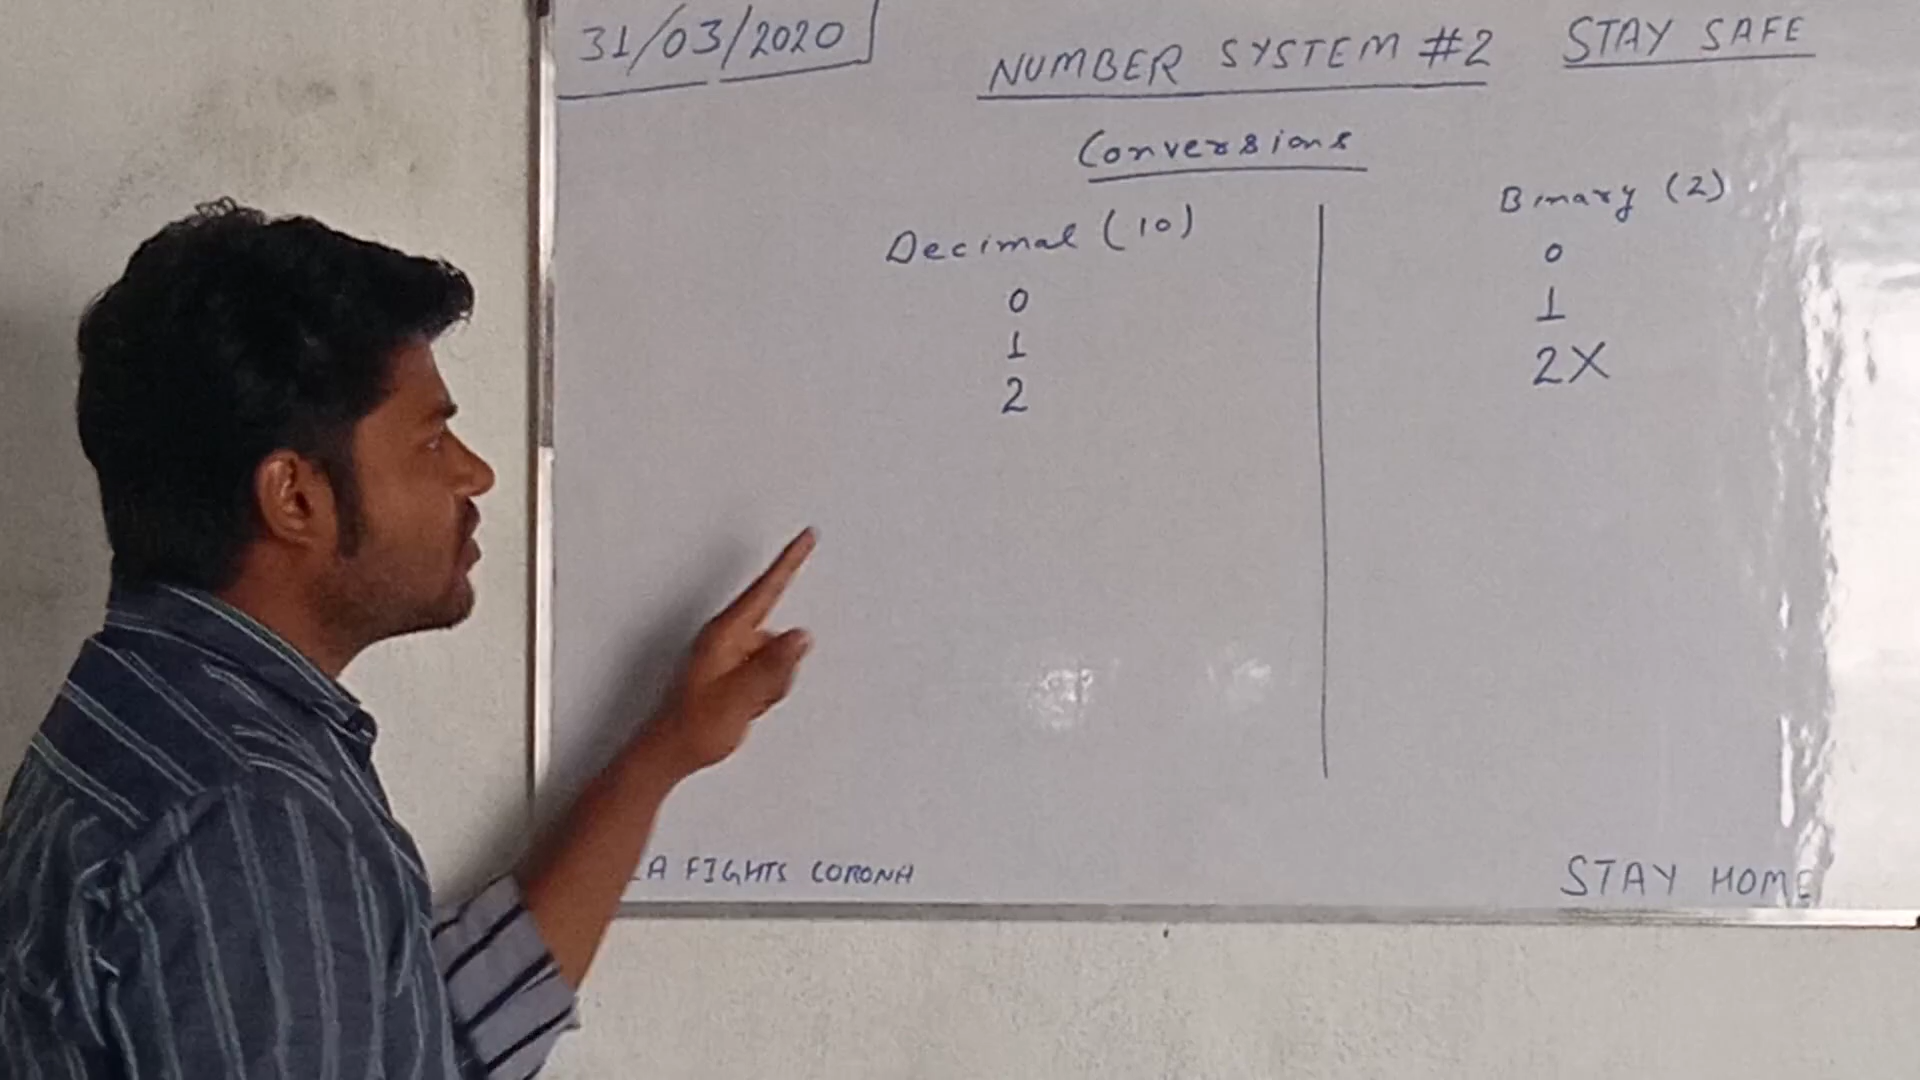 31/03/2020
NUMBER SYSTEM #2
STAY SAFE
Conversions
Decimal (10)
0
1
2
Binary (2)
0
1
2X
FIGHTS CORONA
STAY HOME